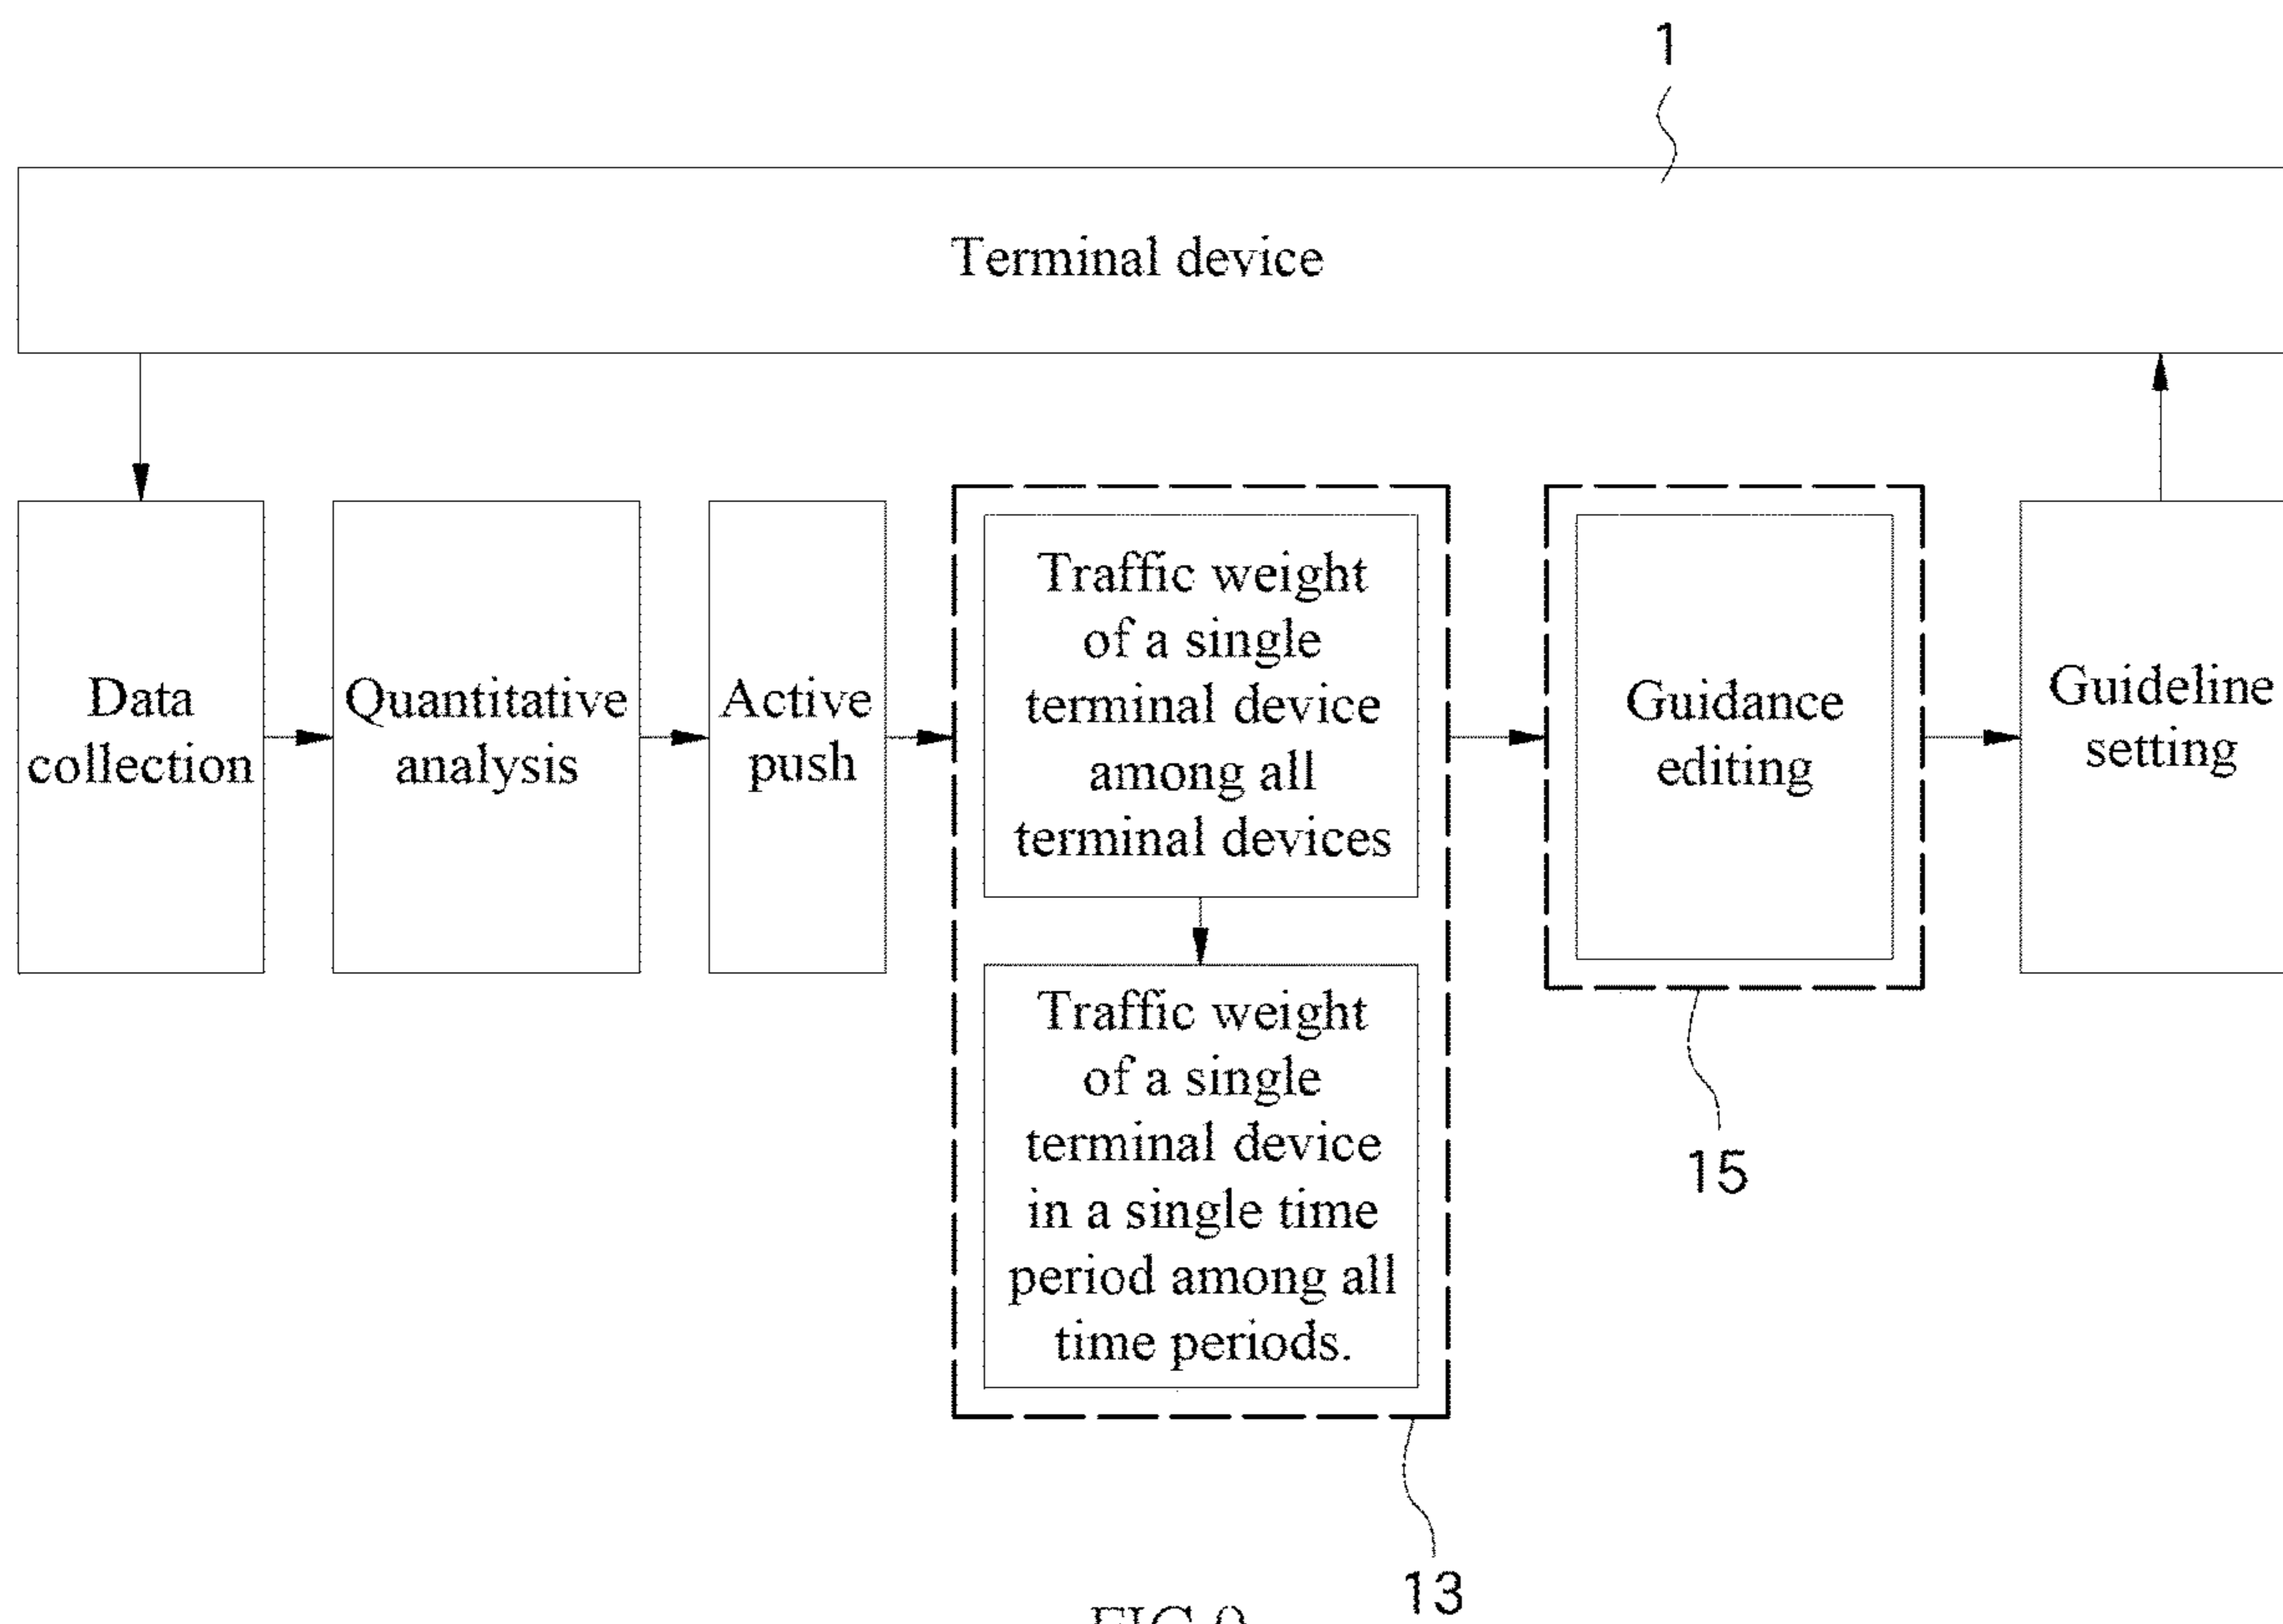 1
Terminal device
Data
collection
Quantitative
analysis
Active
push
Traffic weight
of a single
terminal device
among all
terminal devices
Traffic weight
of a single
terminal device
in a single time
period among all
time periods.
Guidance
editing
Guideline
setting
15
13